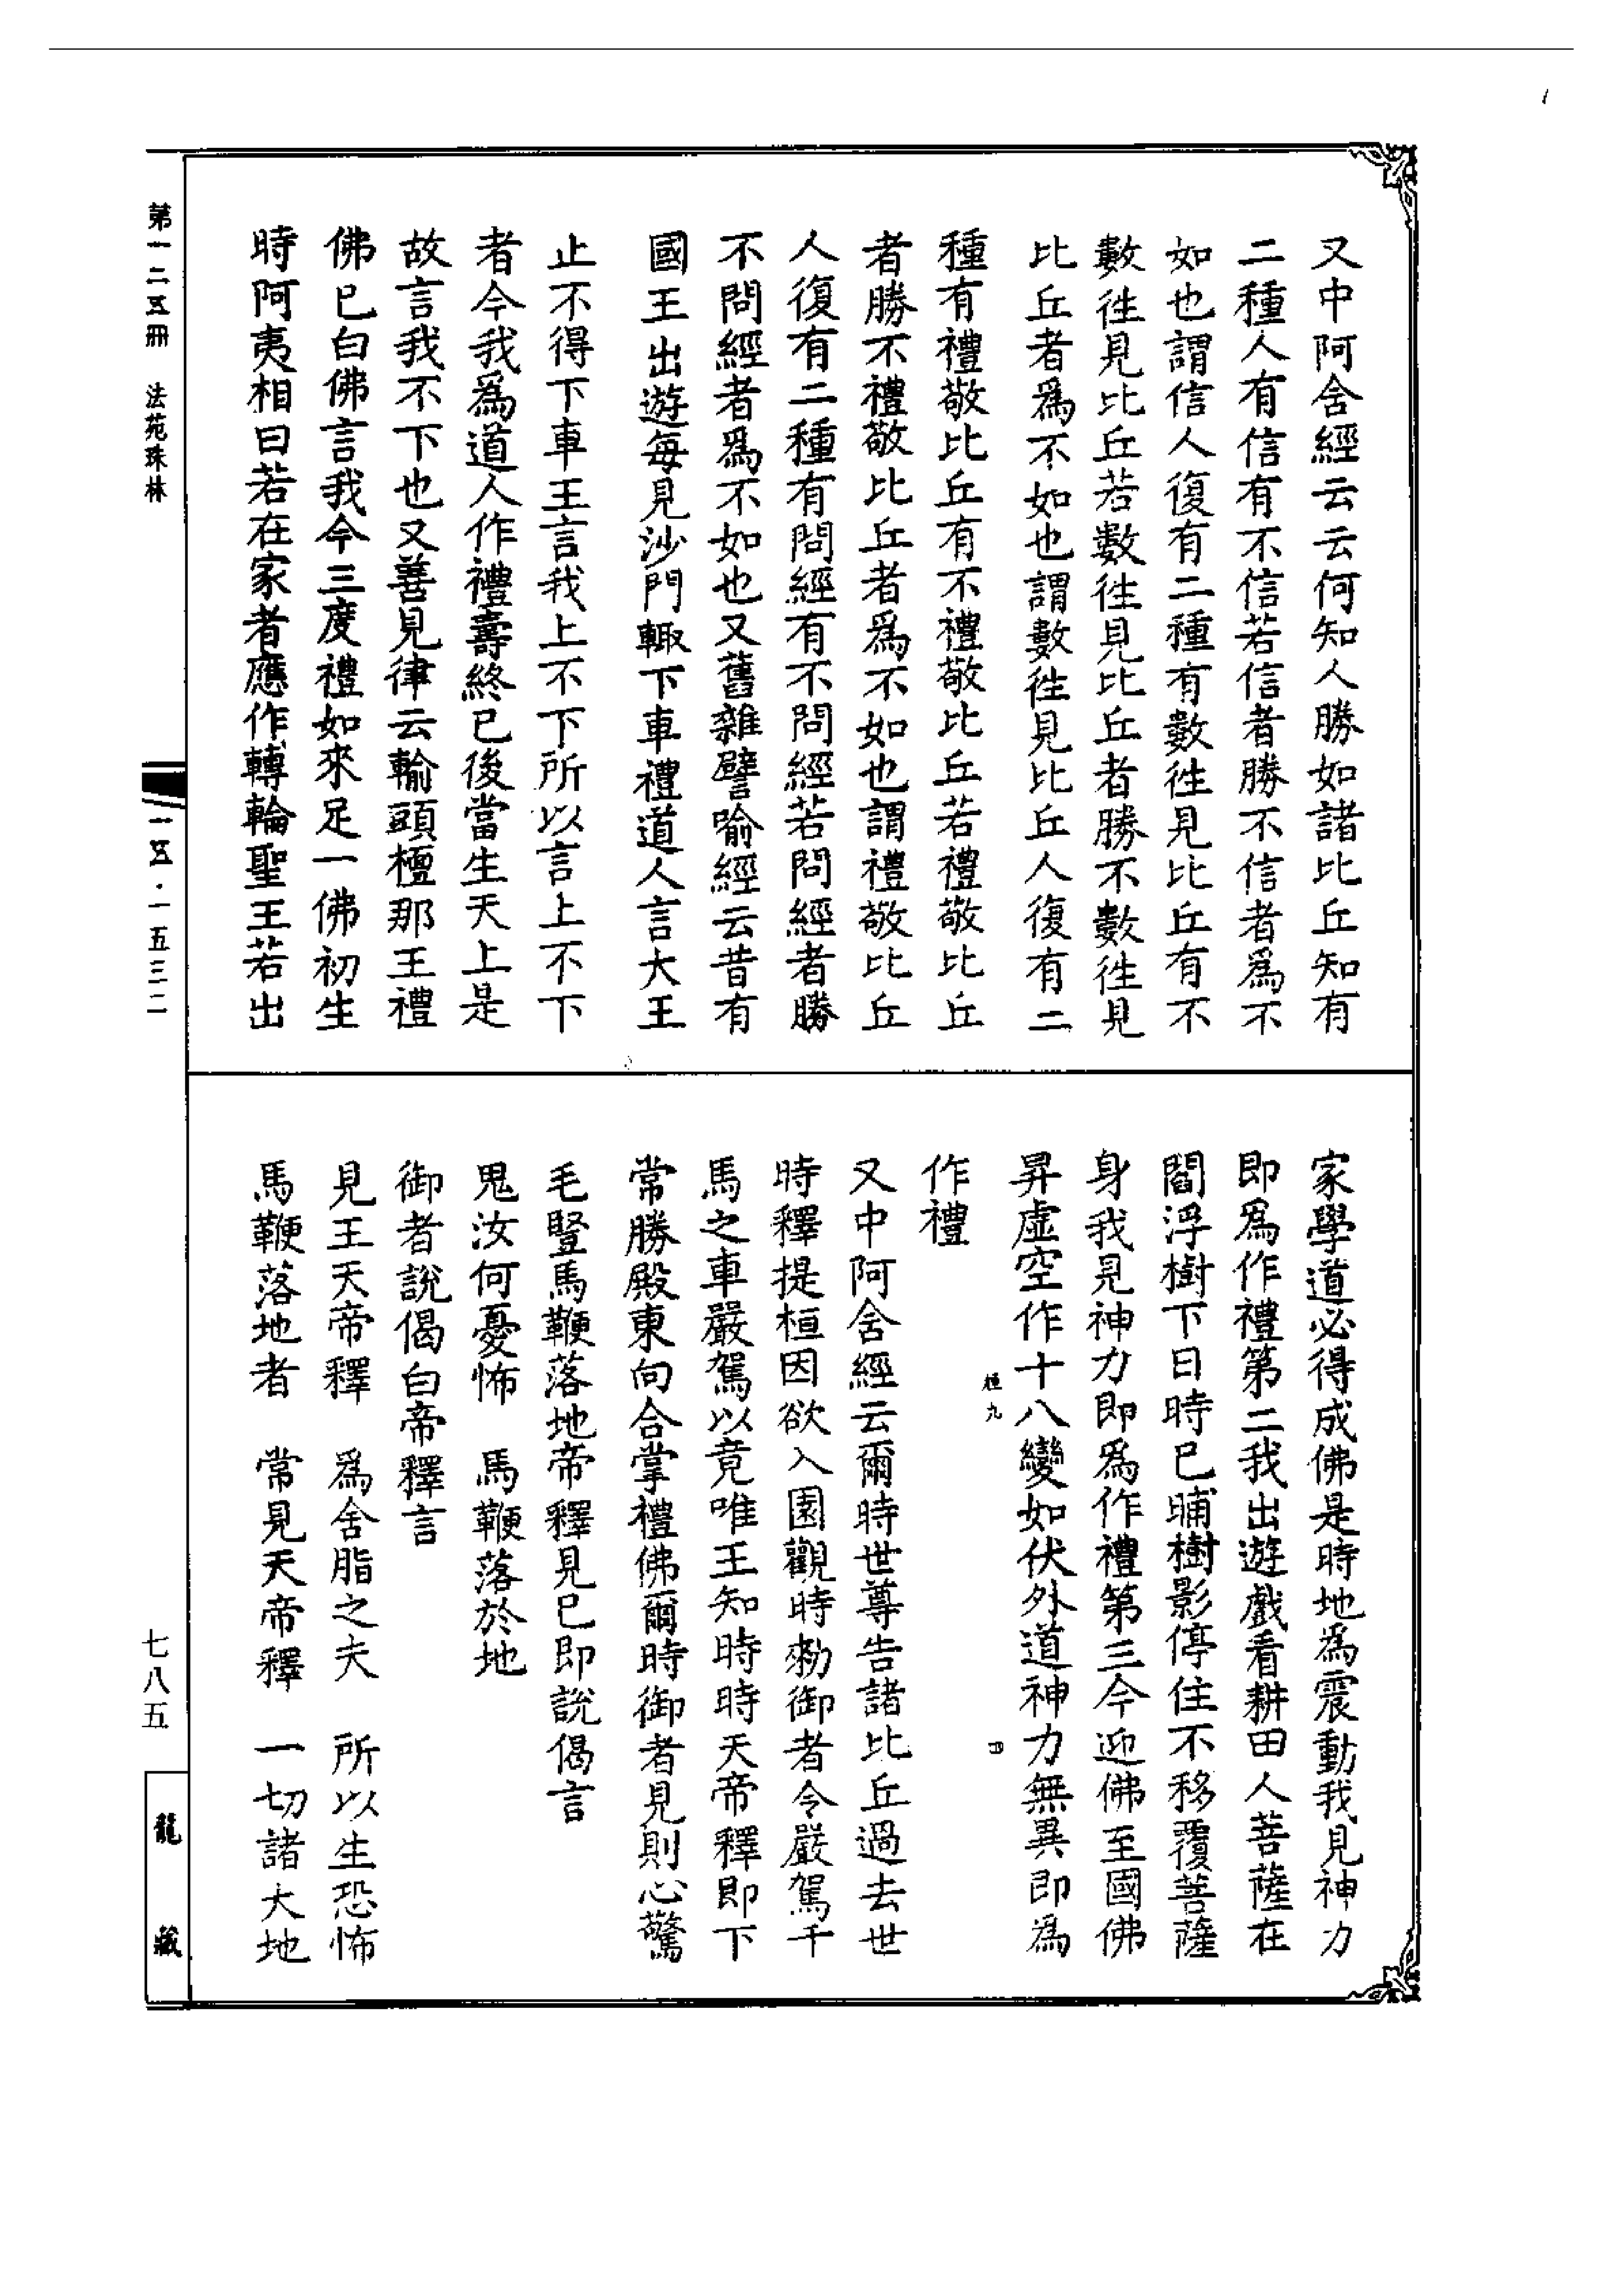 又中阿含經云云何知人勝如諸比丘知有
二種人有信有不信若信者勝不信者為不
如也謂信人復有二種有數徃見比丘有不
數徃見比丘若數徃見比丘者勝不數徃見
比丘者爲不如也謂數徃見比丘人復有二
種有禮敬比丘有不禮敬比丘若禮敬比丘
者勝不禮敬比丘者爲不如也謂禮敬比丘
人復有二種有問經有不問經若問經者勝
不問經者爲不如也又舊雜譬喻經云昔有
國王出遊每見沙門輙下車禮道人言大王
止不得下車王言我上不下所以言上不下
者今我爲道人作禮壽終已後當生天上是
故言我不下也又善見律云輸頭檀那王禮
佛已白佛言我今三度禮如來足一佛初生
時阿夷相曰若在家者應作轉輪聖王若出
家學道必得成佛是時地為震動我見神力
即爲作禮第二我出遊戲看耕田人菩薩在
閻浮樹下日時已晡樹影停住不移覆菩薩
身我見神力即爲作禮第三今迎佛至國佛
昇虛空作十八變如伏外道神力無異即為
作禮
桓九
四
又中阿含經云爾時世尊告諸比丘過去世
時釋提桓因欲入園觀時勑御者令嚴駕千
馬之車嚴駕以竟唯王知時時天帝釋即下
常勝殿東向合掌禮佛爾時御者見則心驚
毛豎馬鞭落地帝釋見已即說偈言
鬼汝何憂怖　馬鞭落於地
御者說偈白帝釋言
見王天帝釋　爲舍脂之夫　所以生恐怖
馬鞭落地者　常見天帝釋　一切諸大地
第一二五冊　法苑珠林
一五·一五三二
七八五
龍藏